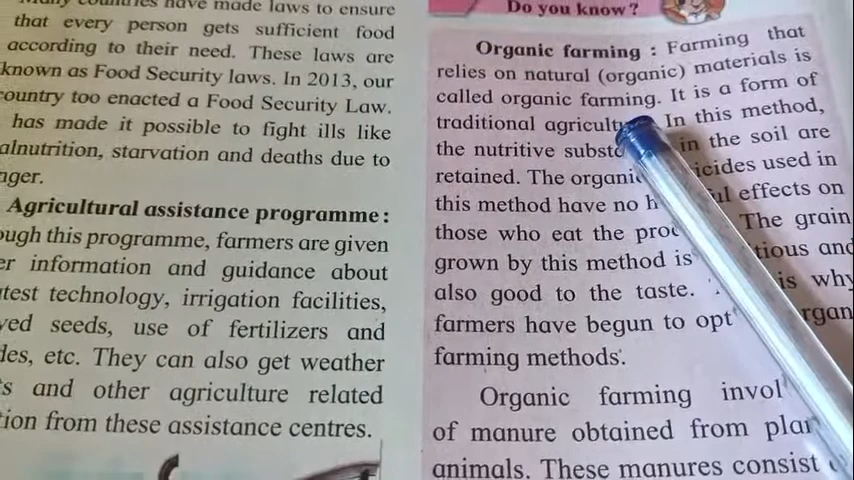 countries have made laws to ensure
that every person gets sufficient food
according to their need. These laws are
known as Food Security laws. In 2013, our
country too enacted a Food Security Law.
has made it possible to fight ills like
alnutrition, starvation and deaths due to
nger.
Agricultural assistance programme :
ough this programme, farmers are given
er information and guidance about
atest technology, irrigation facilities,
ved seeds, use of fertilizers and
des, etc. They can also get weather
s and other agriculture related
tion from these assistance centres.
Do you know?
Organic farming : Farming that
relies on natural (organic) materials is
called organic farming. It is a form of
traditional agricult In this method,
the nutritive subst in the soil are
retained. The organi icides used in
this method have no h ul effects on
those who eat the pro The grain
grown by this method is tious and
also good to the taste. is why
farmers have begun to opt rgan
farming methods.
Organic farming invol
of manure obtained from plan
animals. These manures consist